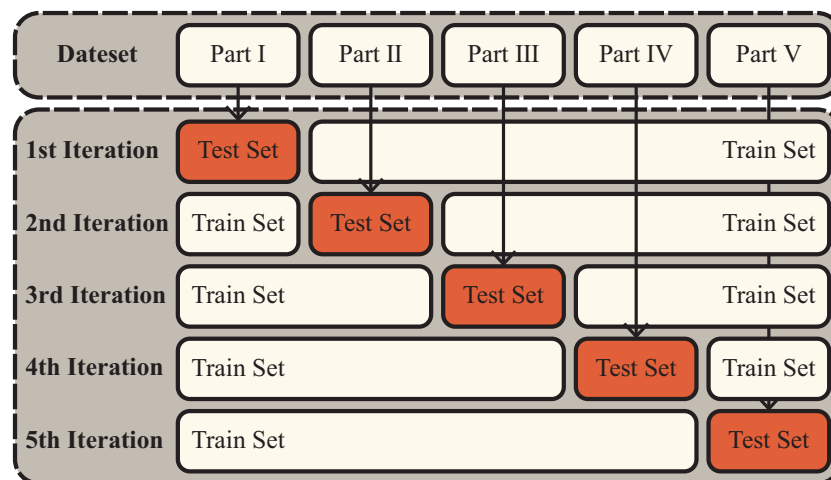 Dateset Part I Part II Part III Part IV Part V
1st Iteration Test Set Train Set
2nd Iteration Train Set Test Set Train Set
3rd Iteration Train Set Test Set Train Set
4th Iteration Train Set Test Set Train Set
5th Iteration Train Set Test Set